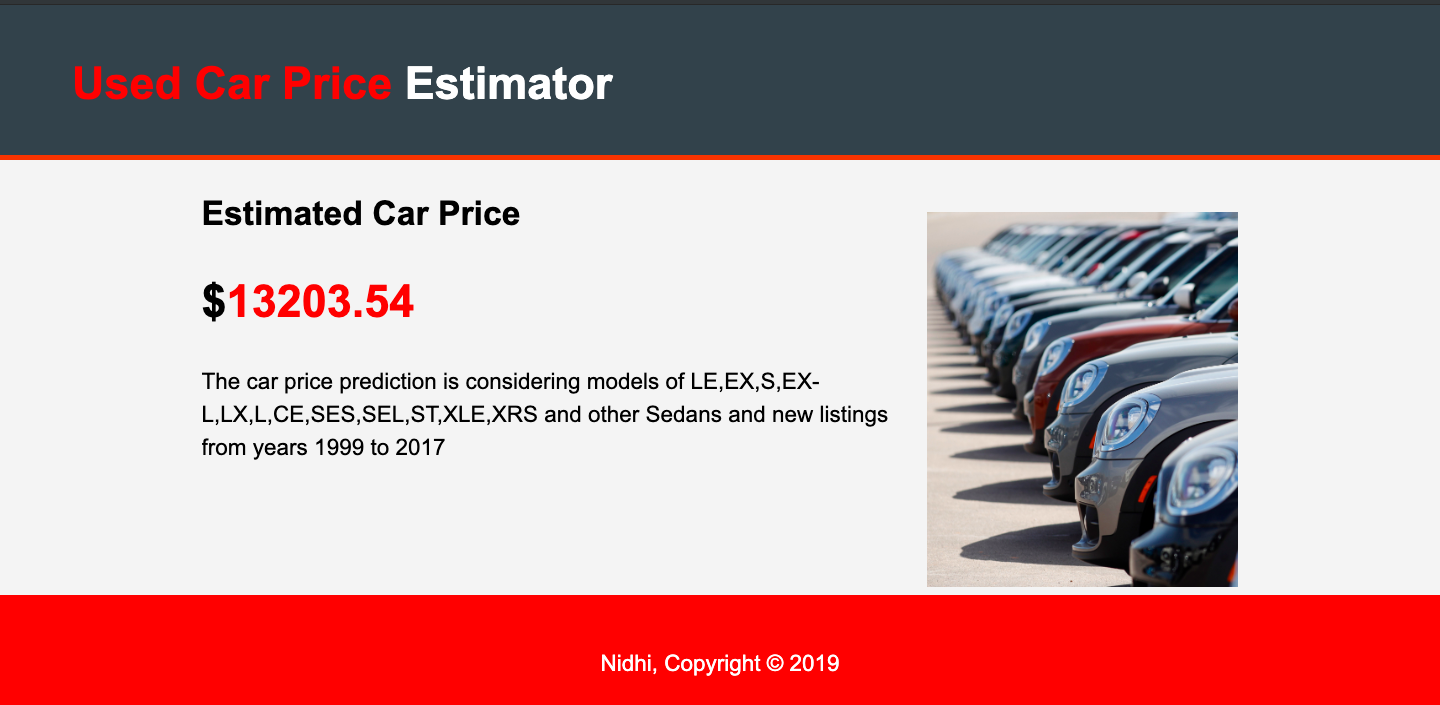 Used Car Price Estimator
Estimated Car Price
$13203.54
The car price prediction is considering models of LE,EX,S,EX-
L,LX,L,CE,SES,SEL,ST,XLE,XRS and other Sedans and new listings
from years 1999 to 2017
Nidhi, Copyright © 2019